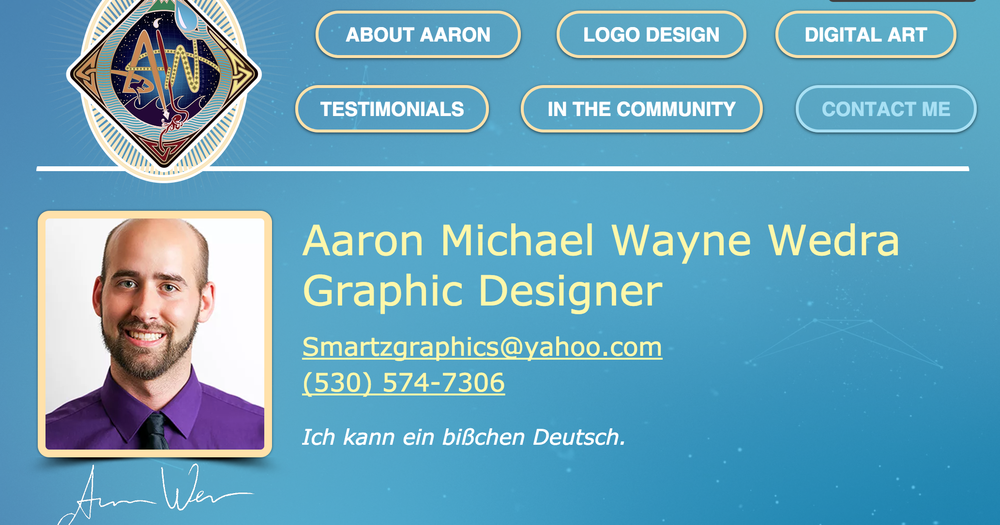 ABOUT AARON
LOGO DESIGN
DIGITAL ART
TESTIMONIALS
IN THE COMMUNITY
CONTACT ME
Aaron Michael Wayne Wedra
Graphic Designer
Smartzgraphics@yahoo.com
(530) 574-7306
Ich kann ein bißchen Deutsch.